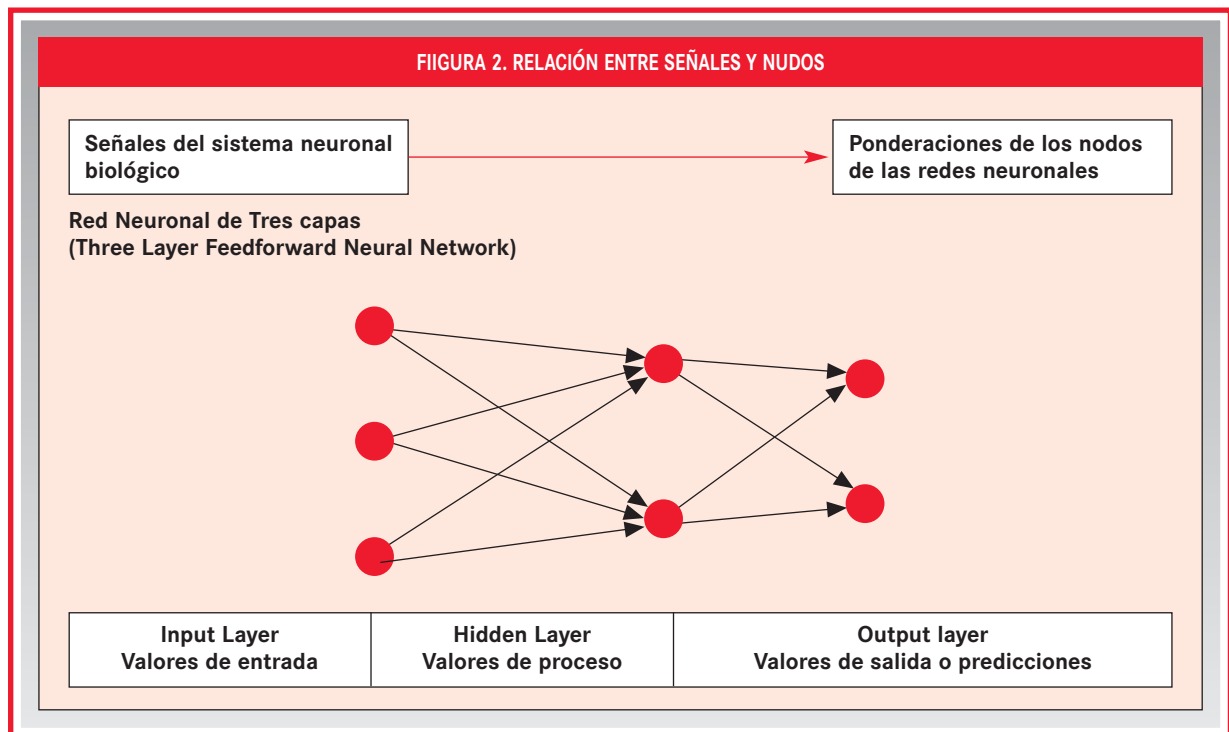 FIIGURA 2. RELACIÓN ENTRE SEÑALES Y NUDOS
Señales del sistema neuronal
biológico
Ponderaciones de los nodos
de las redes neuronales
Red Neuronal de Tres capas
(Three Layer Feedforward Neural Network)
Input Layer
Valores de entrada
Hidden Layer
Valores de proceso
Output layer
Valores de salida o predicciones